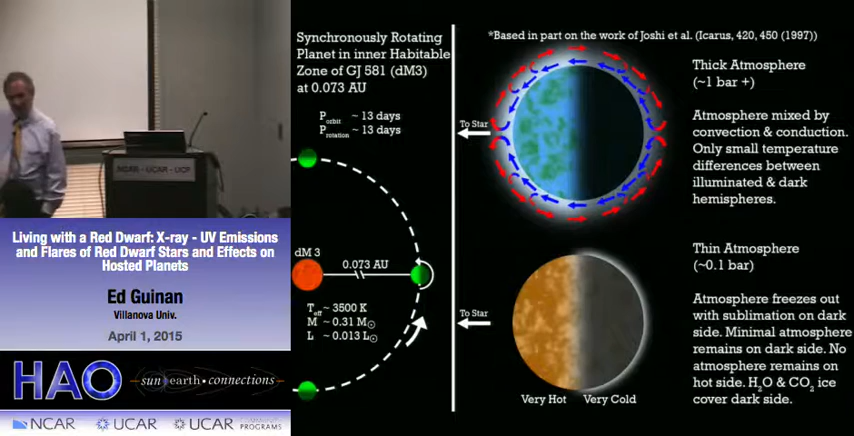 NCAR - UCAR - UCP
Living with a Red Dwarf: X-ray - UV Emissions
and Flares of Red Dwarf Stars and Effects on
Hosted Planets
Ed Guinan
Villanova Univ.
April 1, 2015
HAO
sun earth • connections
NCAR
UCAR
UCAR
PROGRAMS
Synchronously Rotating
Planet in inner Habitable
Zone of GJ 581 (dM3)
at 0.073 AU
P_orbit ~ 13 days
P_rotation ~ 13 days
dM 3
0.073 AU
T_eff ~ 3500 K
M ~ 0.31 M☉
L ~ 0.013 L☉
*Based in part on the work of Joshi et al. (Icarus, 420, 450 (1997))
To Star
Thick Atmosphere
(~1 bar +)
Atmosphere mixed by
convection & conduction.
Only small temperature
differences between
illuminated & dark
hemispheres.
To Star
Very Hot Very Cold
Thin Atmosphere
(~0.1 bar)
Atmosphere freezes out
with sublimation on dark
side. Minimal atmosphere
remains on dark side. No
atmosphere remains on
hot side. H₂O & CO₂ ice
cover dark side.